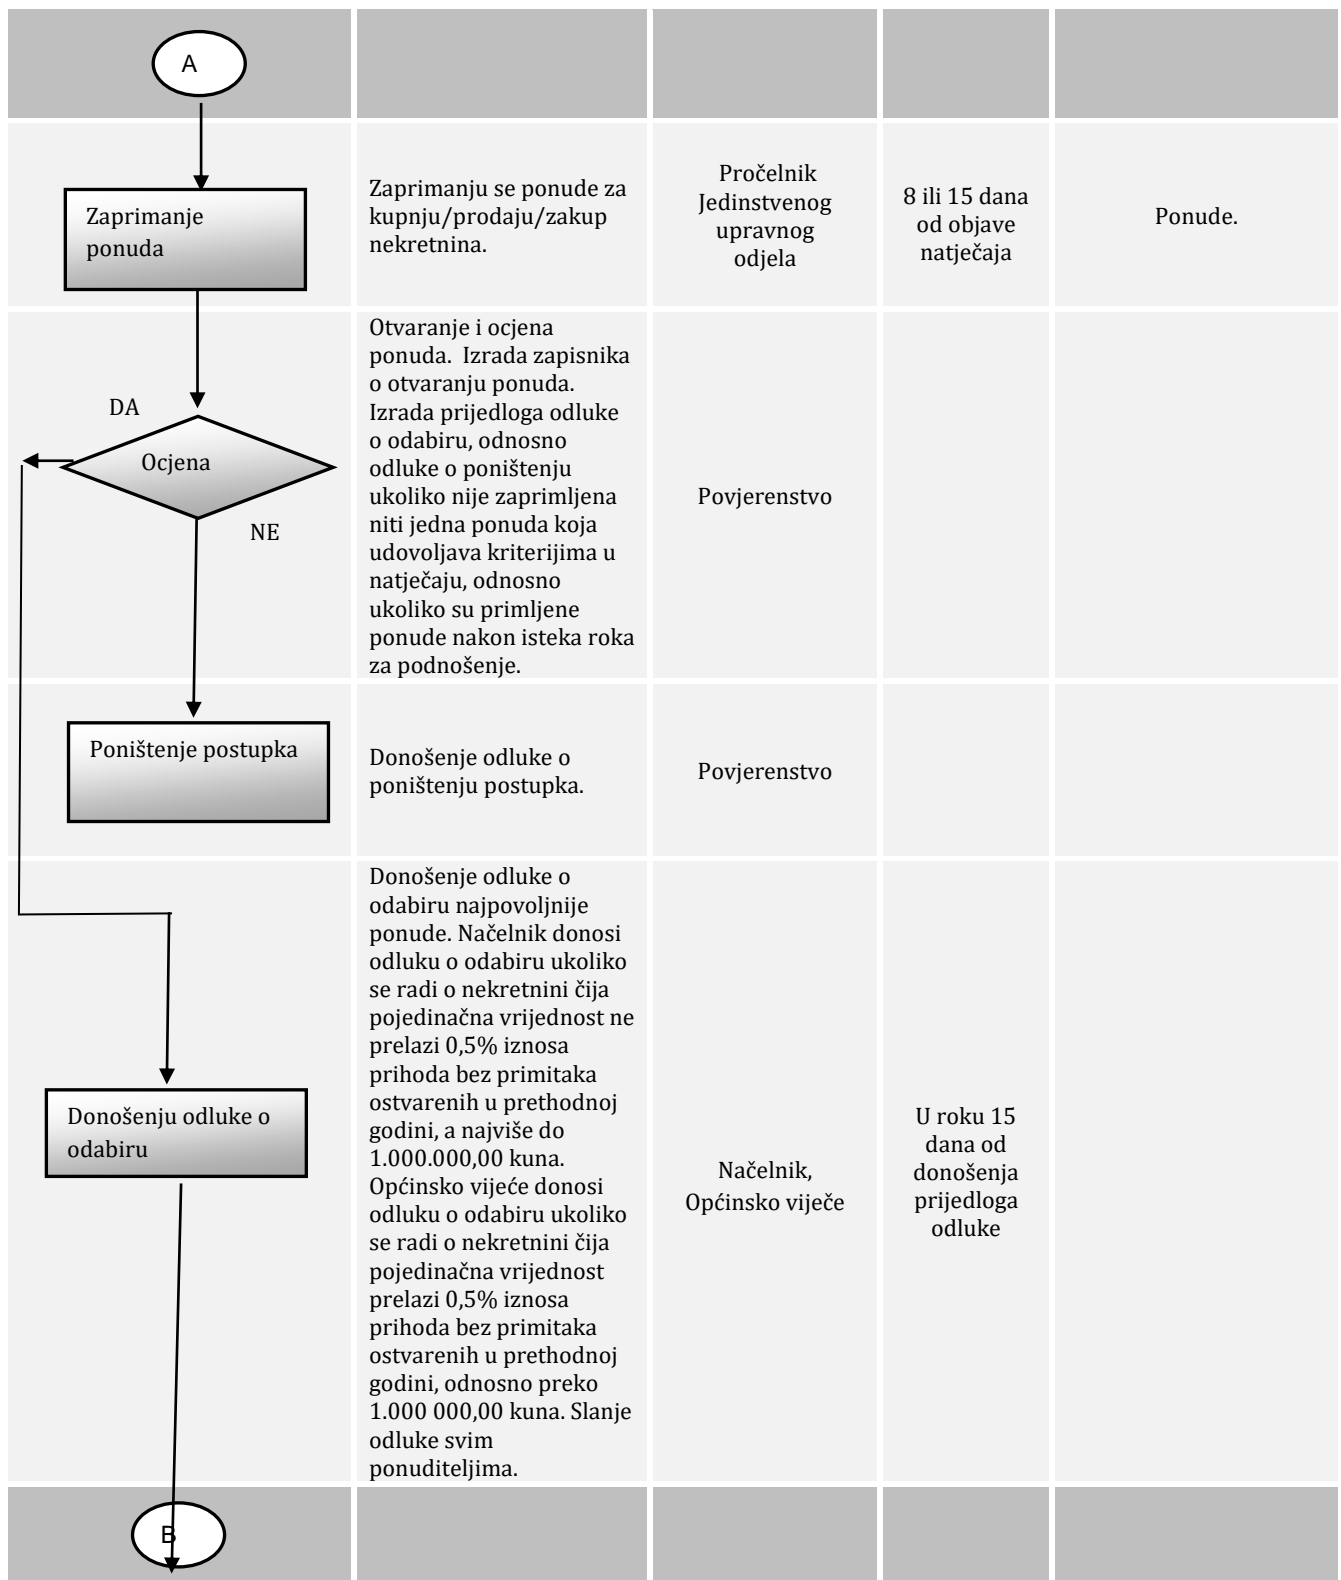 A
Zaprimanje
ponuda
Zaprimanju se ponude za
kupnju/prodaju/zakup
nekretnina.
Pročelnik
Jedinstvenog
upravnog
odjela
8 ili 15 dana
od objave
natječaja
Ponude.
DA
Ocjena
NE
Otvaranje i ocjena
ponuda.  Izrada zapisnika
o otvaranju ponuda.
Izrada prijedloga odluke
o odabiru, odnosno
odluke o poništenju
ukoliko nije zaprimljena
niti jedna ponuda koja
udovoljava kriterijima u
natječaju, odnosno
ukoliko su primljene
ponude nakon isteka roka
za podnošenje.
Povjerenstvo
Poništenje postupka
Donošenje odluke o
poništenju postupka.
Povjerenstvo
Donošenju odluke o
odabiru
Donošenje odluke o
odabiru najpovoljnije
ponude. Načelnik donosi
odluku o odabiru ukoliko
se radi o nekretnini čija
pojedinačna vrijednost ne
prelazi 0,5% iznosa
prihoda bez primitaka
ostvarenih u prethodnoj
godini, a najviše do
1.000.000,00 kuna.
Općinsko vijeće donosi
odluku o odabiru ukoliko
se radi o nekretnini čija
pojedinačna vrijednost
prelazi 0,5% iznosa
prihoda bez primitaka
ostvarenih u prethodnoj
godini, odnosno preko
1.000 000,00 kuna. Slanje
odluke svim
ponuditeljima.
Načelnik,
Općinsko viječe
U roku 15
dana od
donošenja
prijedloga
odluke
B